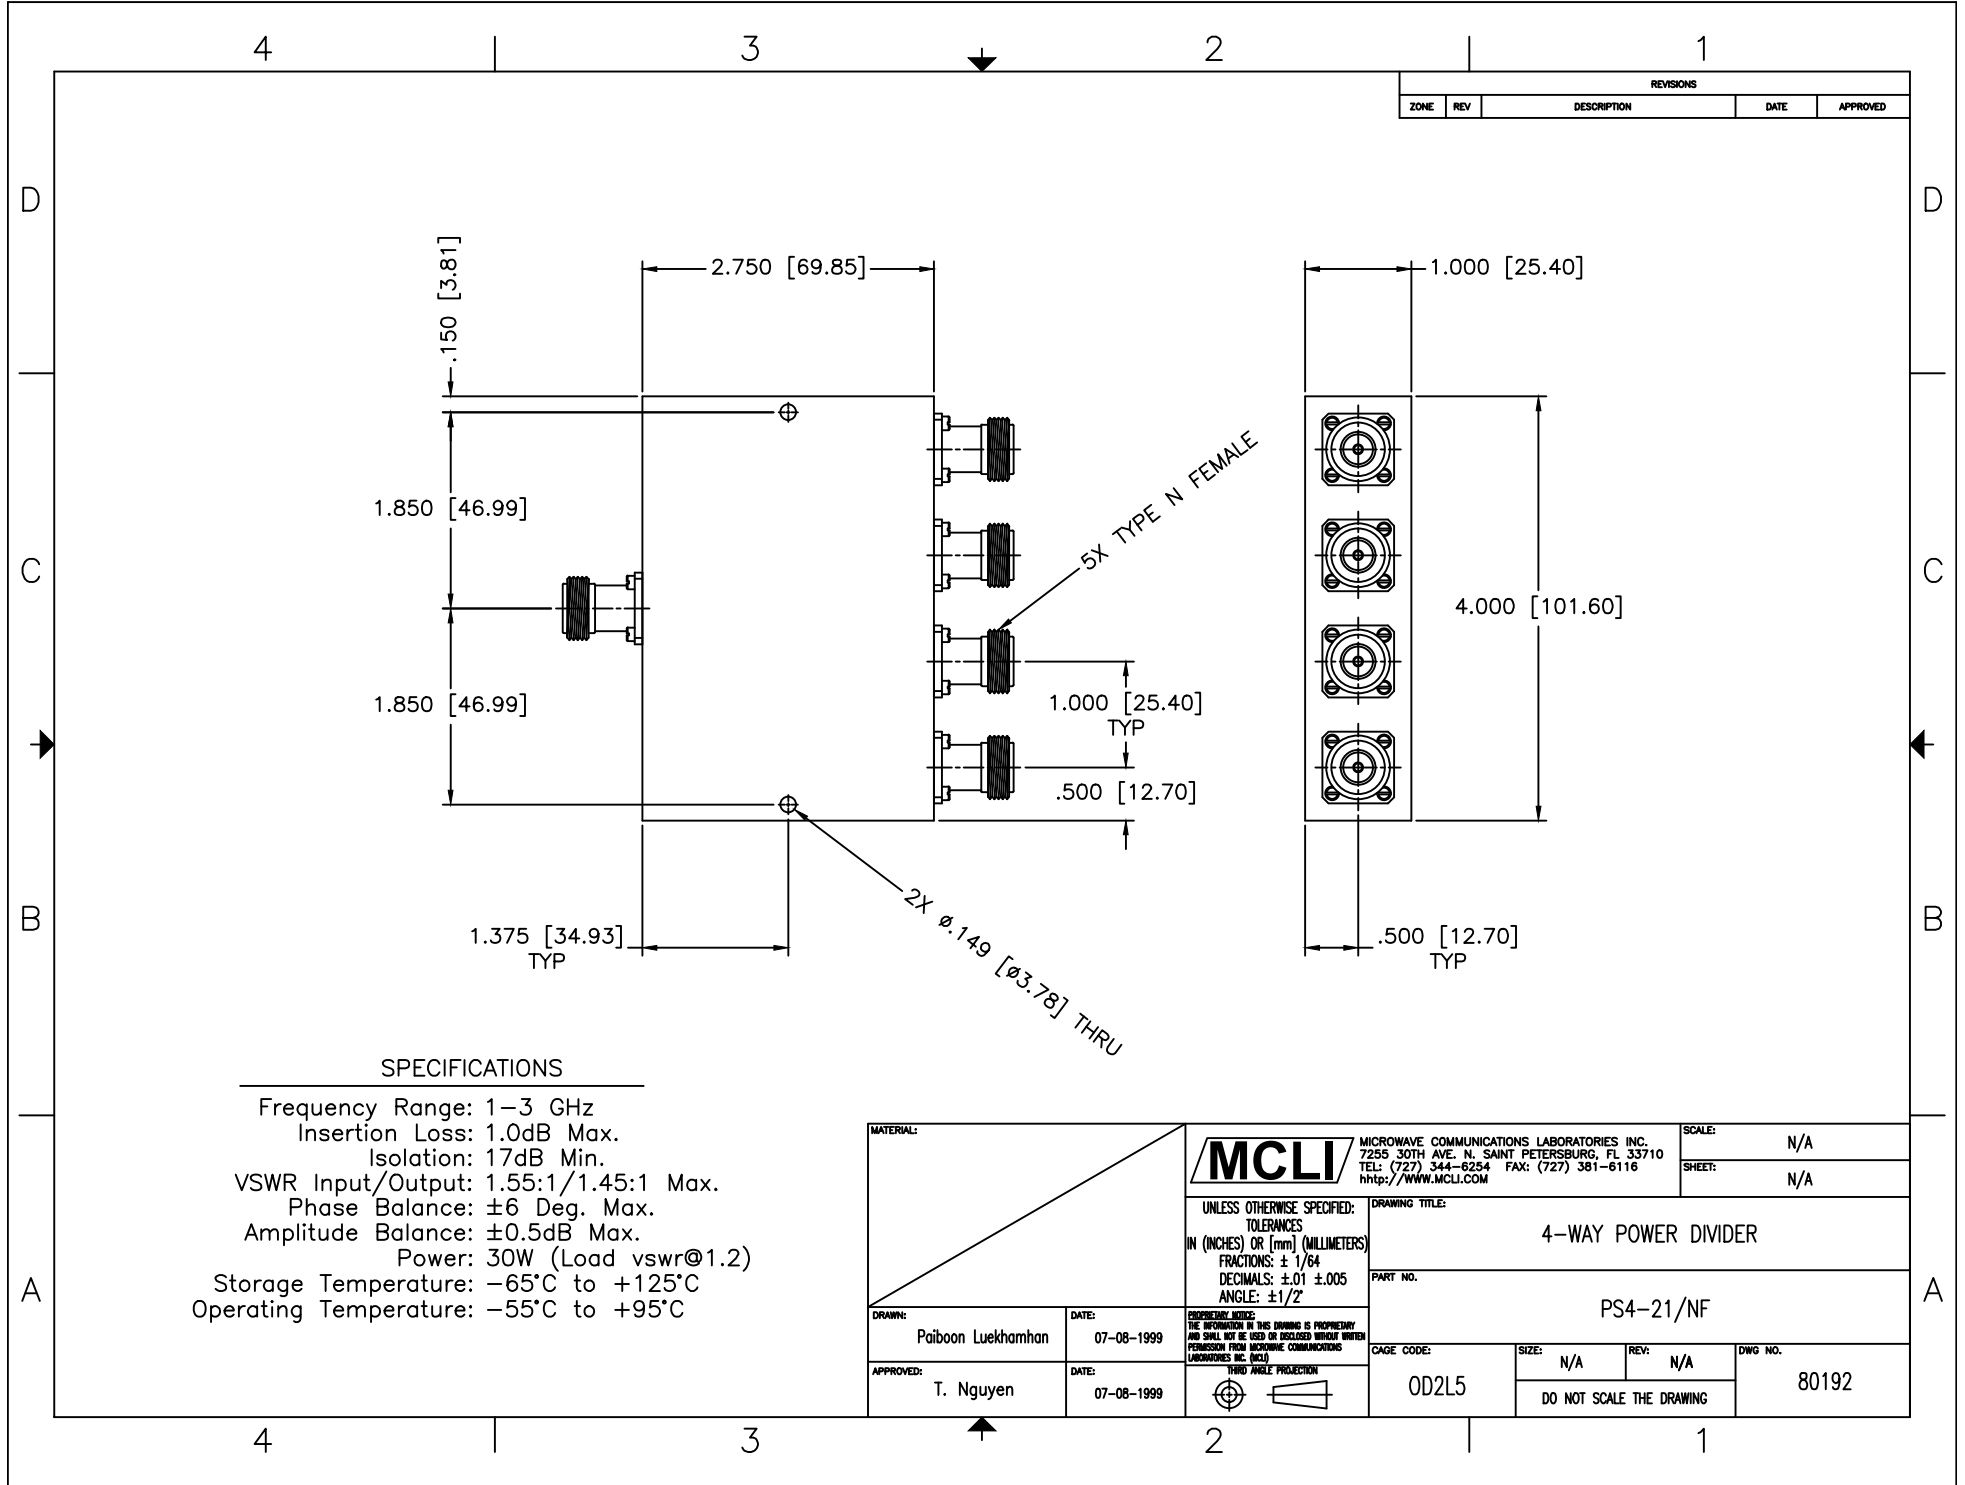 4 3 2 1
REVISIONS
ZONE REV DESCRIPTION DATE APPROVED
D D
.150 [3.81]
2.750 [69.85]
1.000 [25.40]
5X TYPE N FEMALE
1.850 [46.99]
C C
4.000 [101.60]
1.850 [46.99]
1.000 [25.40]
TYP
.500 [12.70]
B B
1.375 [34.93]
TYP
2X ø.149 [ø3.78] THRU
.500 [12.70]
TYP
SPECIFICATIONS
Frequency Range: 1-3 GHz
Insertion Loss: 1.0dB Max.
Isolation: 17dB Min.
VSWR Input/Output: 1.55:1/1.45:1 Max.
Phase Balance: ±6 Deg. Max.
Amplitude Balance: ±0.5dB Max.
Power: 30W (Load vswr@1.2)
Storage Temperature: -65°C to +125°C
Operating Temperature: -55°C to +95°C
A A
MATERIAL:
MCLI
MICROWAVE COMMUNICATIONS LABORATORIES INC.
7255 30TH AVE. N. SAINT PETERSBURG, FL 33710
TEL: (727) 344-6254 FAX: (727) 381-6116
hhtp://WWW.MCLI.COM
SCALE: N/A
SHEET: N/A
UNLESS OTHERWISE SPECIFIED:
TOLERANCES
IN (INCHES) OR [mm] (MILLIMETERS)
FRACTIONS: ± 1/64
DECIMALS: ±.01 ±.005
ANGLE: ±1/2°
DRAWING TITLE:
4-WAY POWER DIVIDER
PART NO.
PS4-21/NF
DRAWN:
Paiboon Luekhamhan
DATE:
07-08-1999
PROPRIETARY NOTICE:
THE INFORMATION IN THIS DRAWING IS PROPRIETARY
AND SHALL NOT BE USED OR DISCLOSED WITHOUT WRITTEN
PERMISSION FROM MICROWAVE COMMUNICATIONS
LABORATORIES INC. (MCLI)
APPROVED:
T. Nguyen
DATE:
07-08-1999
THIRD ANGLE PROJECTION
CAGE CODE:
0D2L5
SIZE:
N/A
REV:
N/A
DO NOT SCALE THE DRAWING
DWG NO.
80192
4 3 2 1